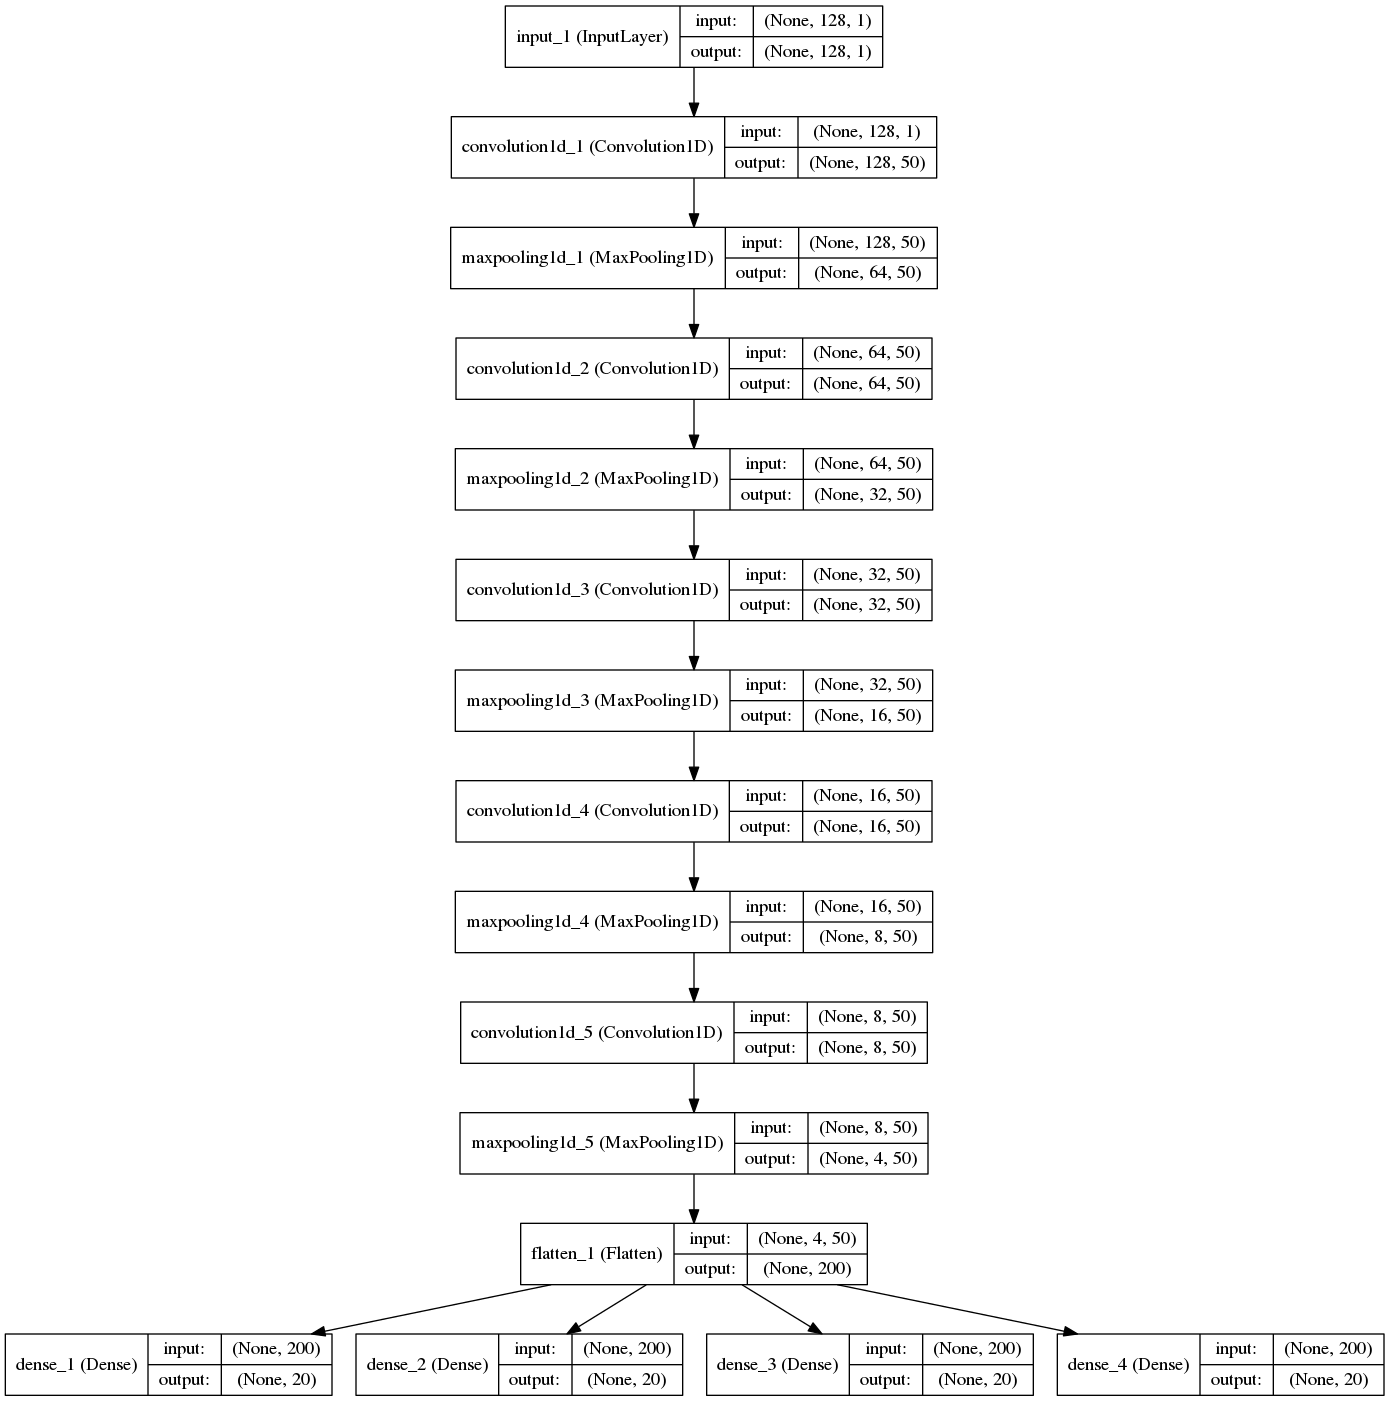 input_1 (InputLayer)
input: (None, 128, 1)
output: (None, 128, 1)
convolution1d_1 (Convolution1D)
input: (None, 128, 1)
output: (None, 128, 50)
maxpooling1d_1 (MaxPooling1D)
input: (None, 128, 50)
output: (None, 64, 50)
convolution1d_2 (Convolution1D)
input: (None, 64, 50)
output: (None, 64, 50)
maxpooling1d_2 (MaxPooling1D)
input: (None, 64, 50)
output: (None, 32, 50)
convolution1d_3 (Convolution1D)
input: (None, 32, 50)
output: (None, 32, 50)
maxpooling1d_3 (MaxPooling1D)
input: (None, 32, 50)
output: (None, 16, 50)
convolution1d_4 (Convolution1D)
input: (None, 16, 50)
output: (None, 16, 50)
maxpooling1d_4 (MaxPooling1D)
input: (None, 16, 50)
output: (None, 8, 50)
convolution1d_5 (Convolution1D)
input: (None, 8, 50)
output: (None, 8, 50)
maxpooling1d_5 (MaxPooling1D)
input: (None, 8, 50)
output: (None, 4, 50)
flatten_1 (Flatten)
input: (None, 4, 50)
output: (None, 200)
dense_1 (Dense)
input: (None, 200)
output: (None, 20)
dense_2 (Dense)
input: (None, 200)
output: (None, 20)
dense_3 (Dense)
input: (None, 200)
output: (None, 20)
dense_4 (Dense)
input: (None, 200)
output: (None, 20)